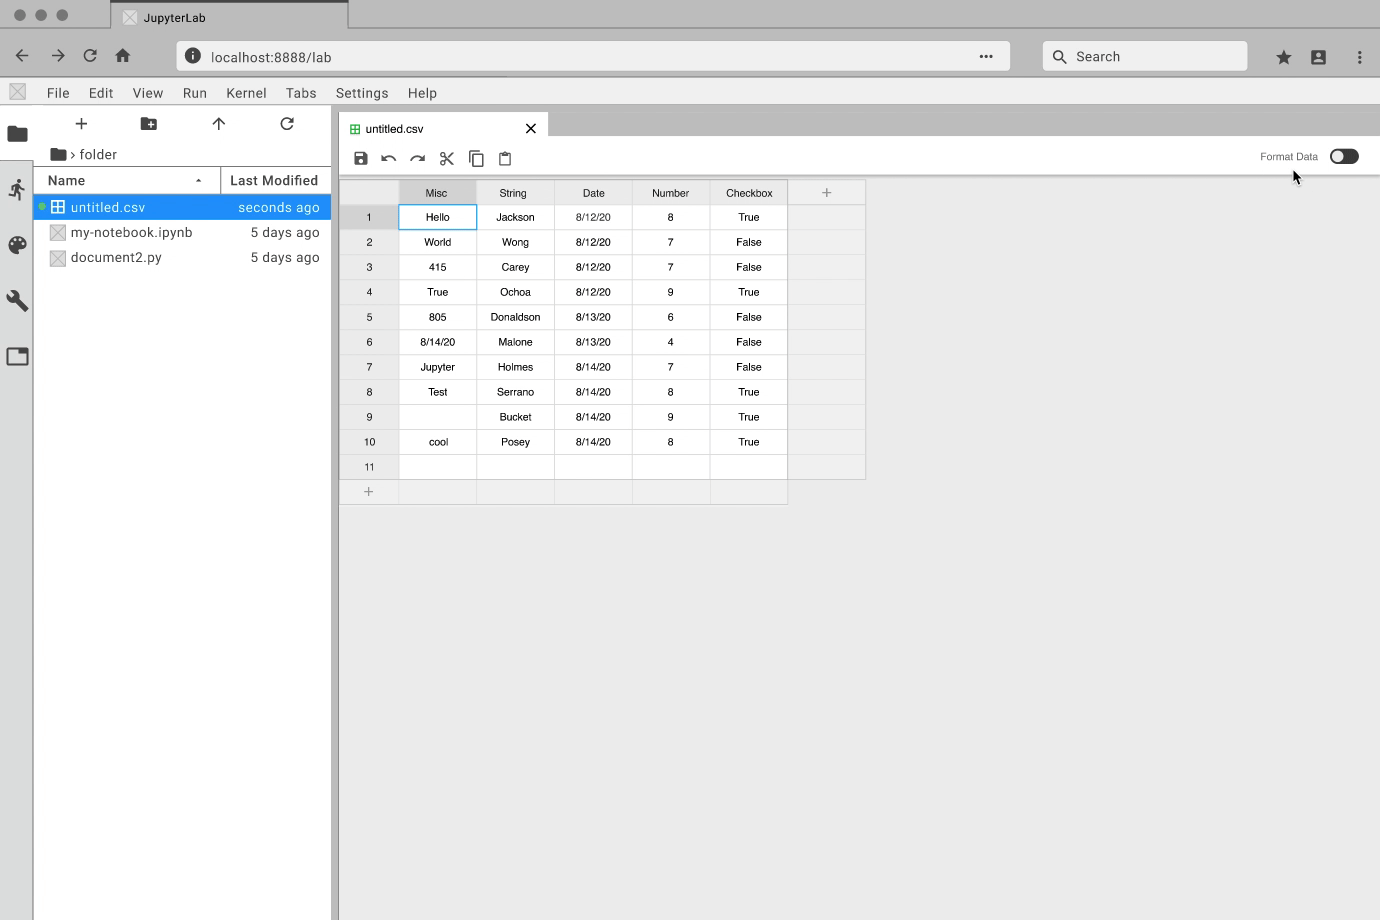 JupyterLab
localhost:8888/lab
Search
File Edit View Run Kernel Tabs Settings Help
untitled.csv
folder
Format Data
Name Last Modified
untitled.csv seconds ago
my-notebook.ipynb 5 days ago
document2.py 5 days ago
Misc String Date Number Checkbox +
1 Hello Jackson 8/12/20 8 True
2 World Wong 8/12/20 7 False
3 415 Carey 8/12/20 7 False
4 True Ochoa 8/12/20 9 True
5 805 Donaldson 8/13/20 6 False
6 8/14/20 Malone 8/13/20 4 False
7 Jupyter Holmes 8/14/20 7 False
8 Test Serrano 8/14/20 8 True
9 Bucket 8/14/20 9 True
10 cool Posey 8/14/20 8 True
11
+